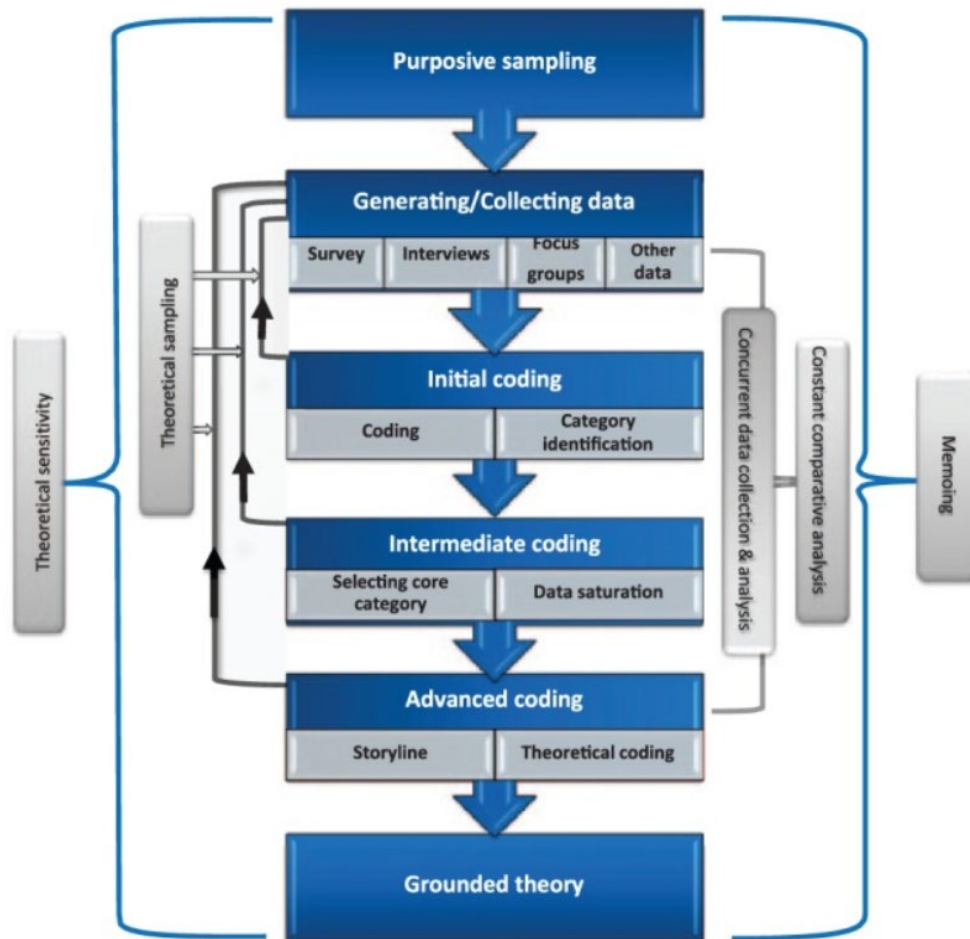 Purposive sampling
Generating/Collecting data
Survey
Interviews
Focus
groups
Other
data
Initial coding
Coding
Category
identification
Intermediate coding
Selecting core
category
Data saturation
Advanced coding
Storyline
Theoretical coding
Grounded theory
Theoretical sensitivity
Theoretical sampling
Concurrent data collection & analysis
Constant comparative analysis
Memoing